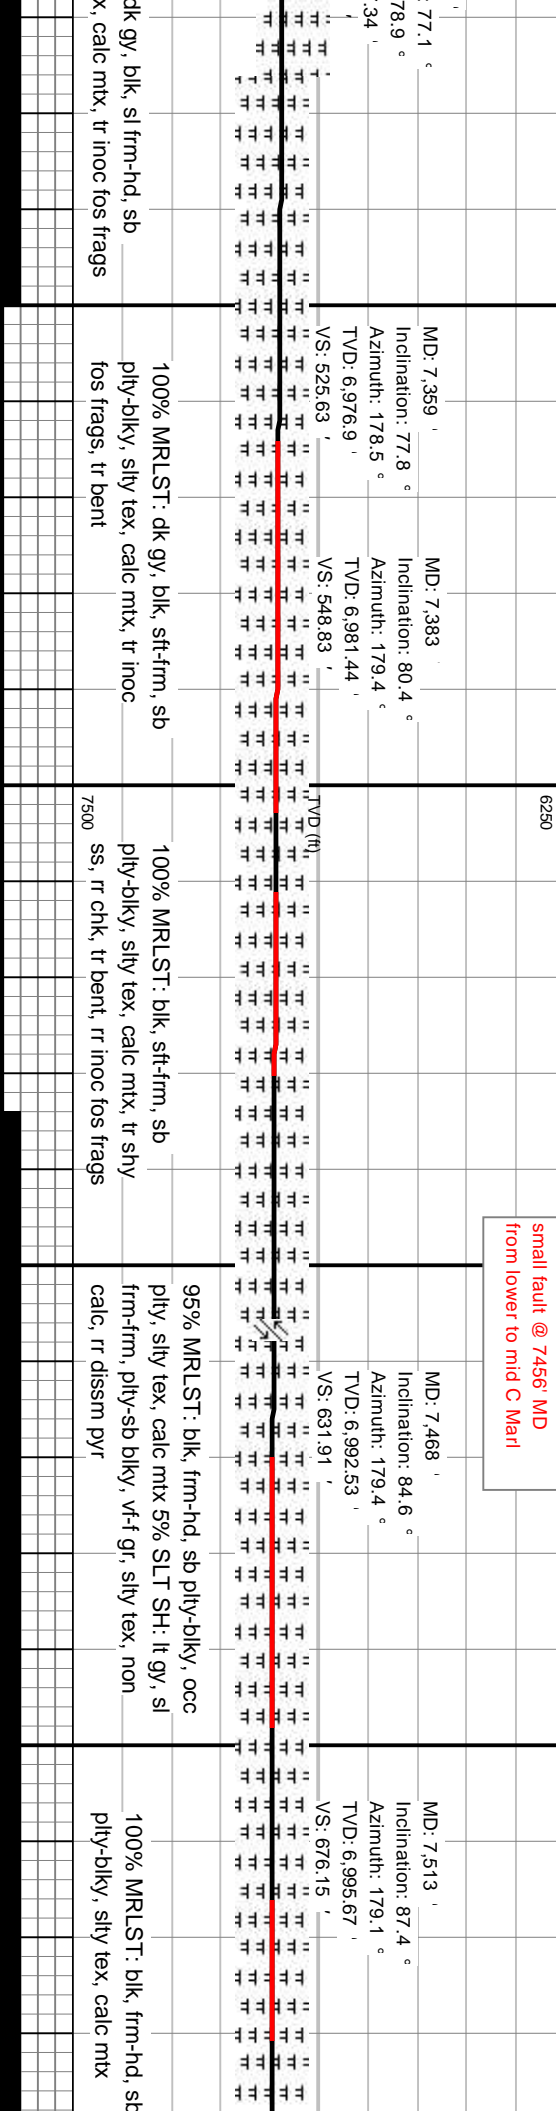 : 77.1 °
78.9 °
.34 '
dk gy, blk, sl frm-hd, sb
x, calc mtx, tr inoc fos frags
MD: 7,359 '
Inclination: 77.8 °
Azimuth: 178.5 °
TVD: 6,976.9 '
VS: 525.63 '
100% MRLST: dk gy, blk, sft-frm, sb
plty-blky, slty tex, calc mtx, tr inoc
fos frags, tr bent
MD: 7,383 '
Inclination: 80.4 °
Azimuth: 179.4 °
TVD: 6,981.44 '
VS: 548.83 '
6250
TVD (ft)
7500
100% MRLST: blk, sft-frm, sb
plty-blky, slty tex, calc mtx, tr shy
ss, rr chk, tr bent, rr inoc fos frags
small fault @ 7456' MD
from lower to mid C Marl
MD: 7,468 '
Inclination: 84.6 °
Azimuth: 179.4 °
TVD: 6,992.53 '
VS: 631.91 '
95% MRLST: blk, frm-hd, sb plty-blky, occ
plty, slty tex, calc mtx 5% SLT SH: lt gy, sl
frm-frm, plty-sb blky, vf-f gr, slty tex, non
calc, rr dissm pyr
MD: 7,513 '
Inclination: 87.4 °
Azimuth: 179.1 °
TVD: 6,995.67 '
VS: 676.15 '
100% MRLST: blk, frm-hd, sb
plty-blky, slty tex, calc mtx